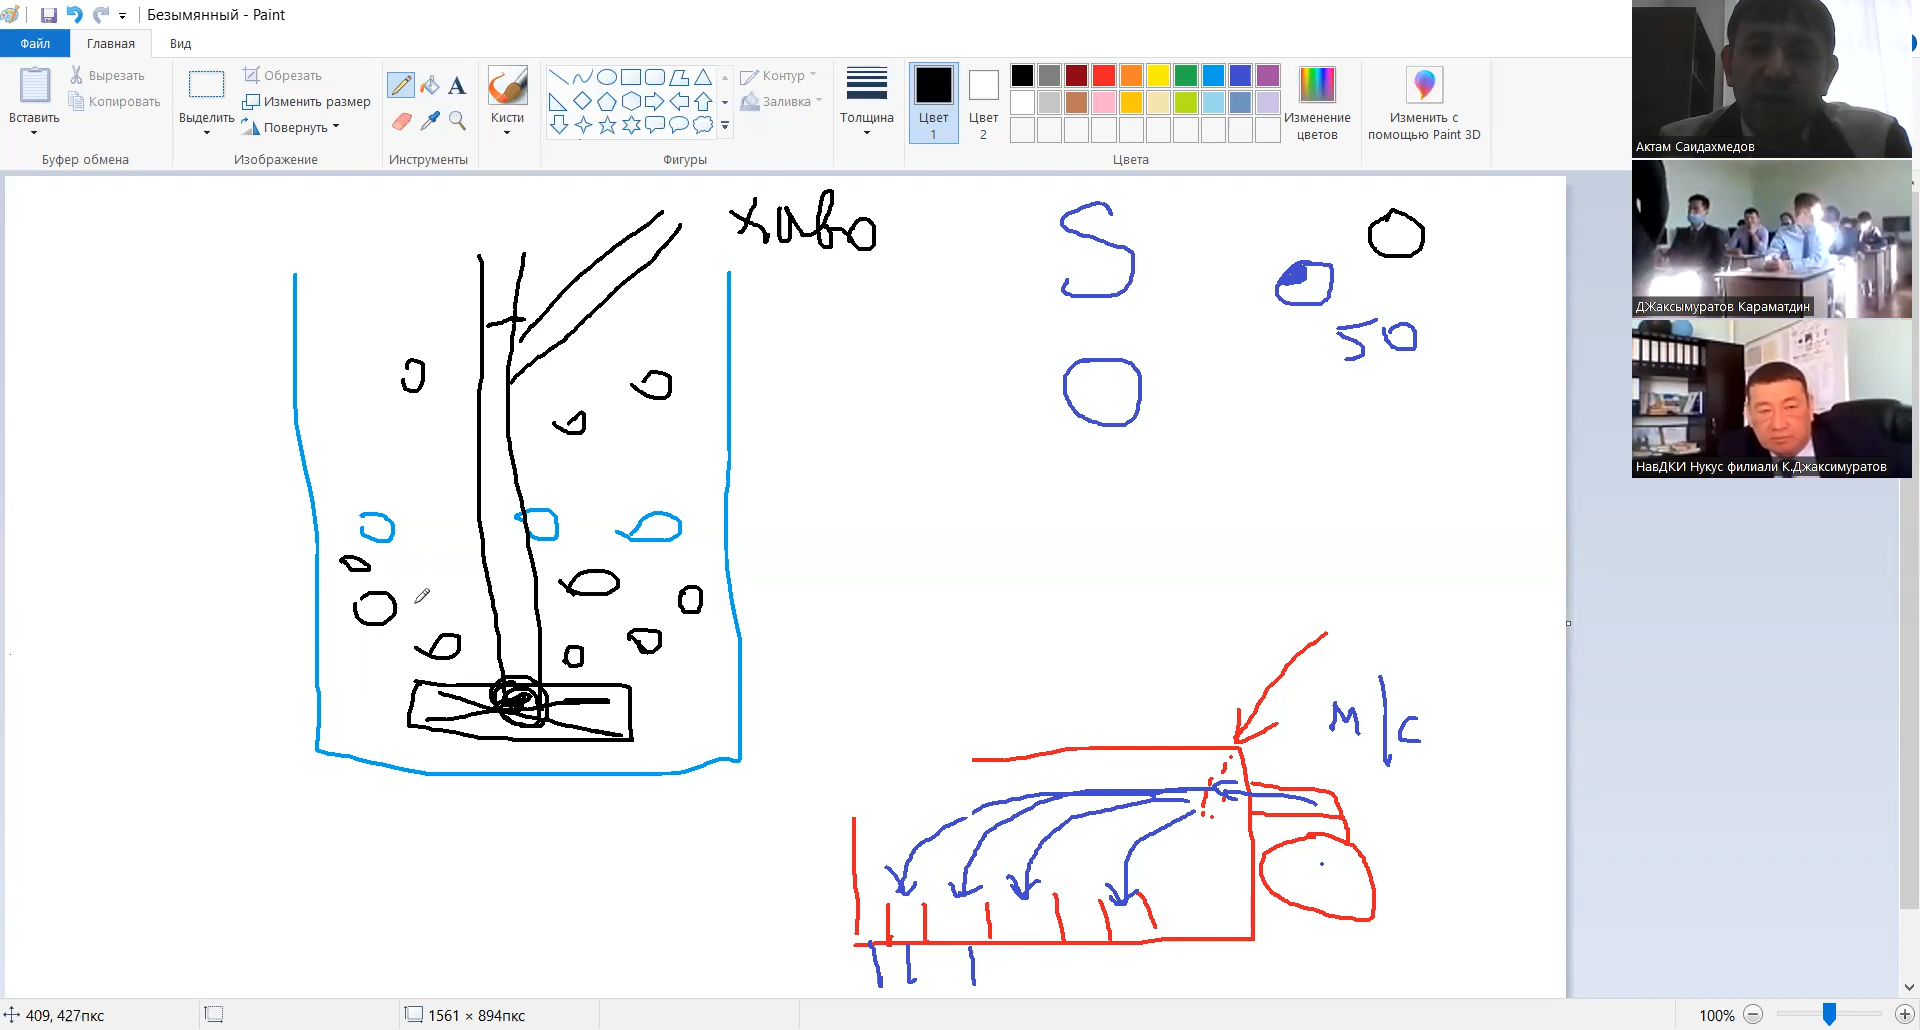 Безымянный - Paint
Файл
Главная
Вид
Вставить
Вырезать
Копировать
Буфер обмена
Выделить
Обрезать
Изменить размер
Повернуть
Изображение
Инструменты
Кисти
Контур
Заливка
Фигуры
Толщина
Цвет
1
Цвет
2
Изменение
цветов
Цвета
Изменить с
помощью Paint 3D
Актам Саидахмедов
ДЖаксымуратов Караматдин
НавДКИ Нукус филиали К.Джаксимуратов
хаво
S
50
м/с
409, 427пкс
1561 × 894пкс
100%